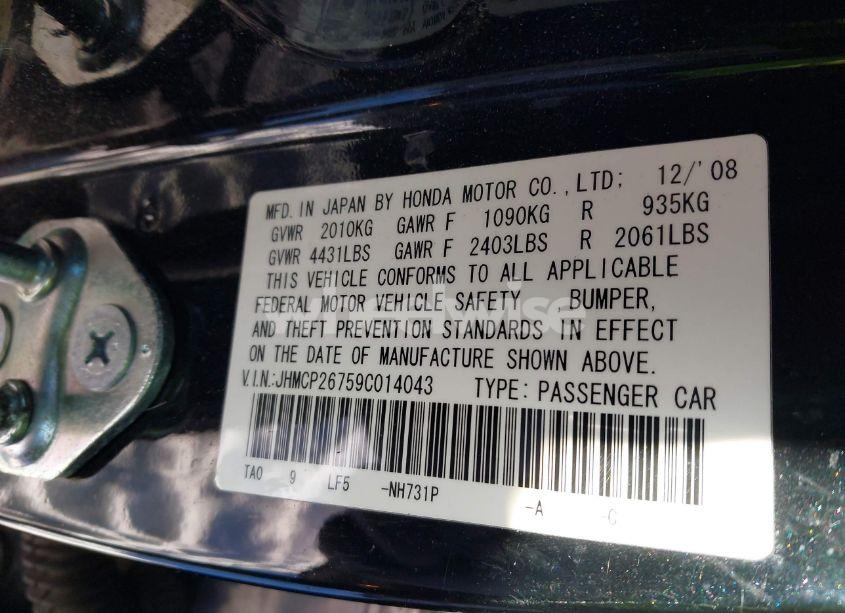 MFD. IN JAPAN BY HONDA MOTOR CO.,LTD; 12/'08
GVWR 2010KG GAWR F 1090KG R 935KG
GVWR 4431LBS GAWR F 2403LBS R 2061LBS
THIS VEHICLE CONFORMS TO ALL APPLICABLE
FEDERAL MOTOR VEHICLE SAFETY BUMPER,
AND THEFT PREVENTION STANDARDS IN EFFECT
ON THE DATE OF MANUFACTURE SHOWN ABOVE.
V.I.N.:JHMCP26759C014043 TYPE: PASSENGER CAR
TA0 9 LF5 -NH731P -A -C
wheelwise